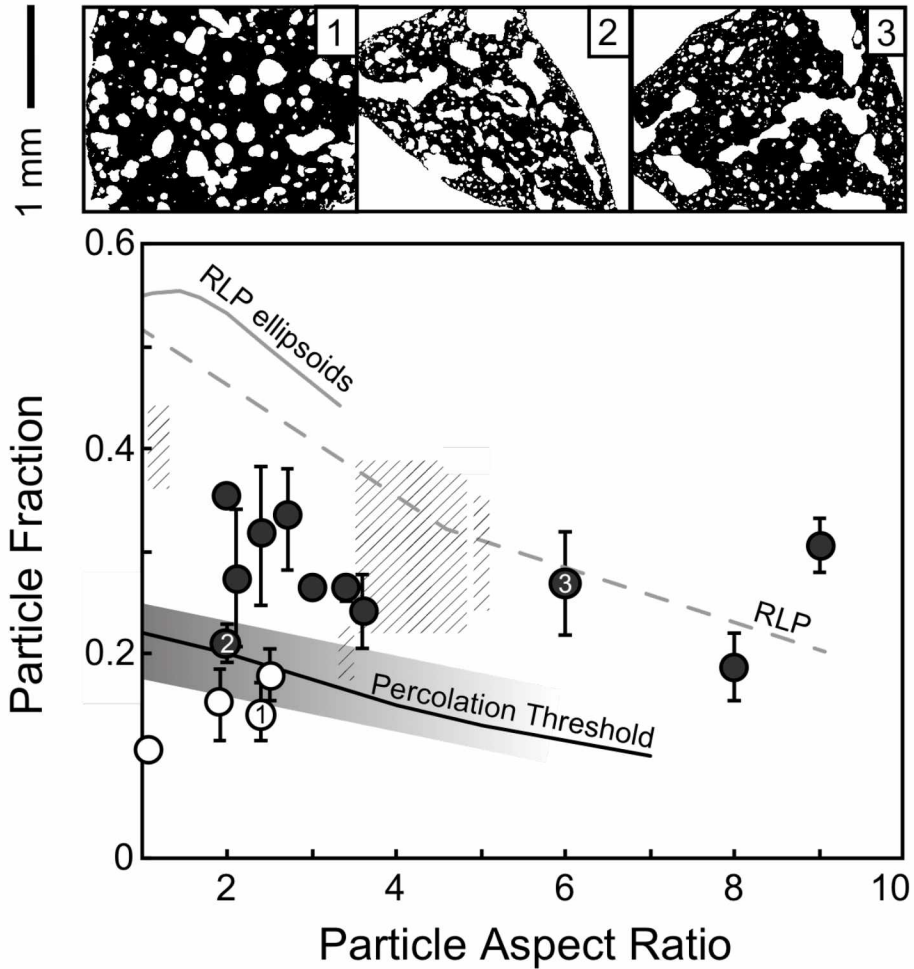 1 mm
1
2
3
0.6
0.4
0.2
0
Particle Fraction
RLP ellipsoids
RLP
Percolation Threshold
2
1
3
2
4
6
8
10
Particle Aspect Ratio